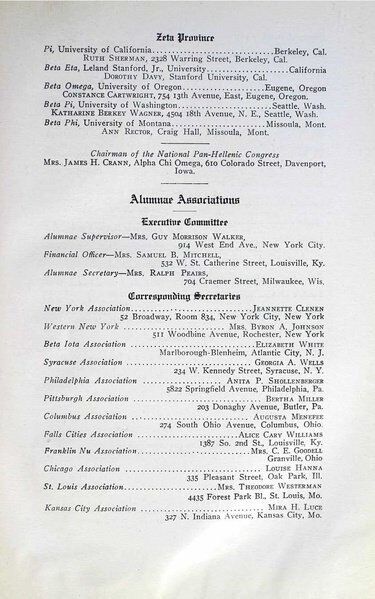 Zeta Province
Pi, University of California..............................Berkeley, Cal.
RUTH SHERMAN, 2328 Warring Street, Berkeley, Cal.
Beta Eta, Leland Stanford, Jr., University....................California
DOROTHY DAVY, Stanford University, Cal.
Beta Omega, University of Oregon....................Eugene, Oregon
CONSTANCE CARTWRIGHT, 754 13th Avenue, East, Eugene, Oregon.
Beta Pi, University of Washington....................Seattle, Wash.
KATHARINE BERKEY WAGNER, 4504 18th Avenue, N. E., Seattle, Wash.
Beta Phi, University of Montana....................Missoula, Mont.
ANN RECTOR, Craig Hall, Missoula, Mont.
Chairman of the National Pan-Hellenic Congress
MRS. JAMES H. CRANN, Alpha Chi Omega, 610 Colorado Street, Davenport,
Iowa.
Alumnae Associations
Executive Committee
Alumnae Supervisor—MRS. GUY MORRISON WALKER,
914 West End Ave., New York City.
Financial Officer—MRS. SAMUEL B. MITCHELL,
532 W. St. Catherine Street, Louisville, Ky.
Alumnae Secretary—MRS. RALPH PEAIRS,
704 Craemer Street, Milwaukee, Wis.
Corresponding Secretaries
New York Association..............................JEANNETTE CLENEN
52 Broadway, Room 834, New York City, New York
Western New York ....................MRS. BYRON A. JOHNSON
511 Woodbine Avenue, Rochester, New York
Beta Iota Association ..............................ELIZABETH WHITE
Marlborough-Blenheim, Atlantic City, N. J.
Syracuse Association ..............................GEORGIA A. WELLS
234 W. Kennedy Street, Syracuse, N. Y.
Philadelphia Association ....................ANITA P. SHOLLENBERGER
5822 Springfield Avenue, Philadelphia, Pa.
Pittsburgh Association ..............................BERTHA MILLER
203 Donaghy Avenue, Butler, Pa.
Columbus Association ....................AUGUSTA MENEFEE
274 South Ohio Avenue, Columbus, Ohio.
Falls Cities Association ....................ALICE CARY WILLIAMS
1387 So. 2nd St., Louisville, Ky.
Franklin Nu Association....................MRS. C. E. GOODELL
Granville, Ohio
Chicago Association ..............................LOUISE HANNA
335 Pleasant Street, Oak Park, Ill.
St. Louis Association....................MRS. THEODORE WESTERMAN
4435 Forest Park Bl., St. Louis, Mo.
Kansas City Association ....................MIRA H. LUCE
327 N. Indiana Avenue, Kansas City, Mo.